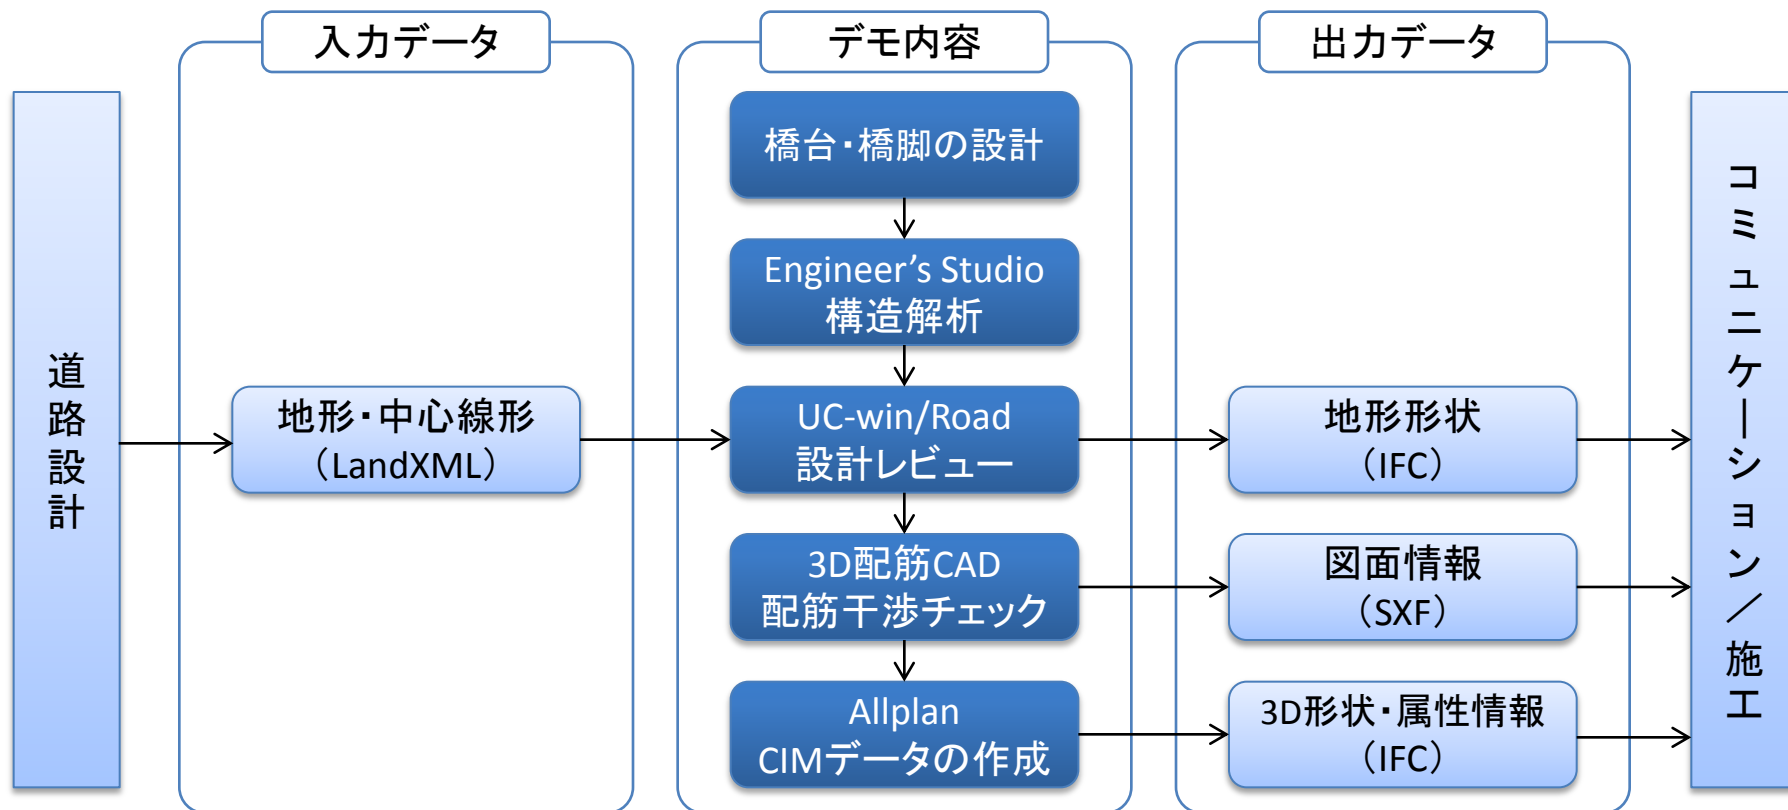 入力データ
デモ内容
出力データ
道路設計
地形・中心線形
（LandXML）
橋台・橋脚の設計
Engineer’s Studio
構造解析
UC-win/Road
設計レビュー
3D配筋CAD
配筋干渉チェック
Allplan
CIMデータの作成
地形形状
（IFC）
図面情報
（SXF）
3D形状・属性情報
（IFC）
コミュニケーション／施工